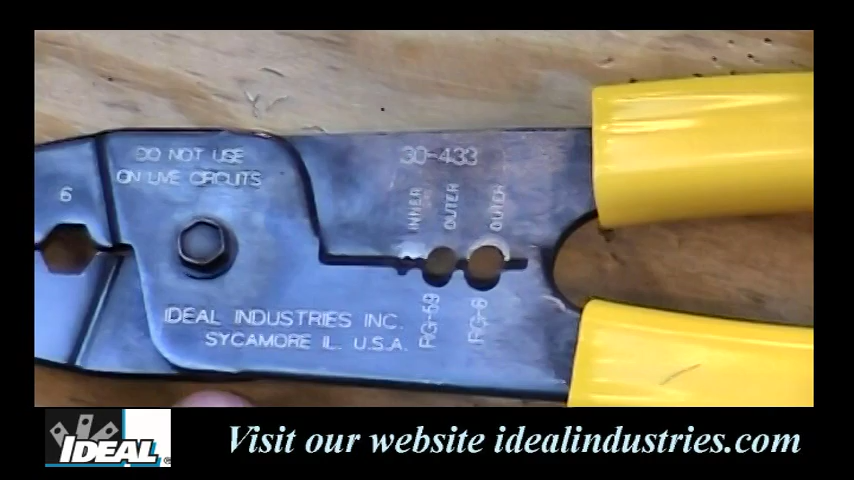 DO NOT USE
ON LIVE CIRCUITS
6
30-433
INNER
OUTER
OUTER
RG-59
RG-6
IDEAL INDUSTRIES INC.
SYCAMORE IL. U.S.A.
IDEAL®
Visit our website idealindustries.com